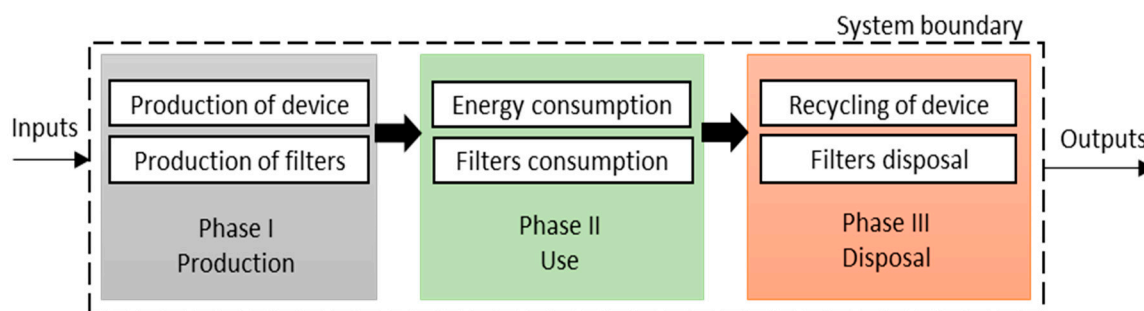 System boundary
Inputs
Production of device
Production of filters
Phase I
Production
Energy consumption
Filters consumption
Phase II
Use
Recycling of device
Filters disposal
Phase III
Disposal
Outputs